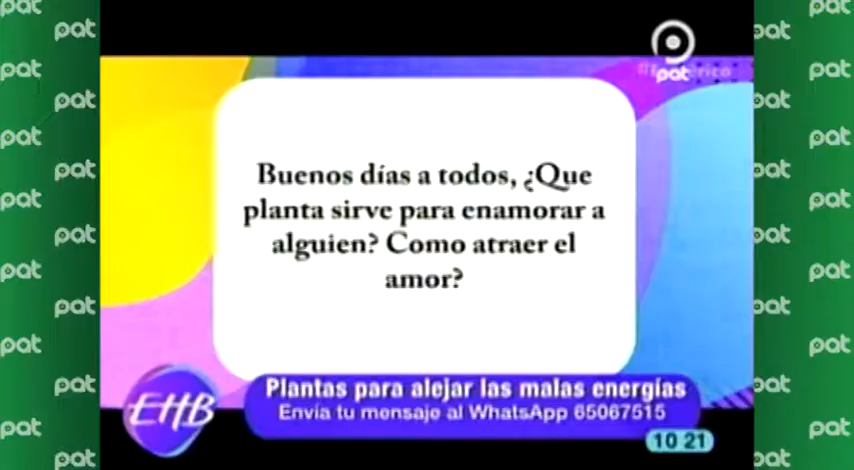 pat
Buenos días a todos, ¿Que
planta sirve para enamorar a
alguien? Como atraer el
amor?
EHB
Plantas para alejar las malas energías
Envía tu mensaje al WhatsApp 65067515
10 21